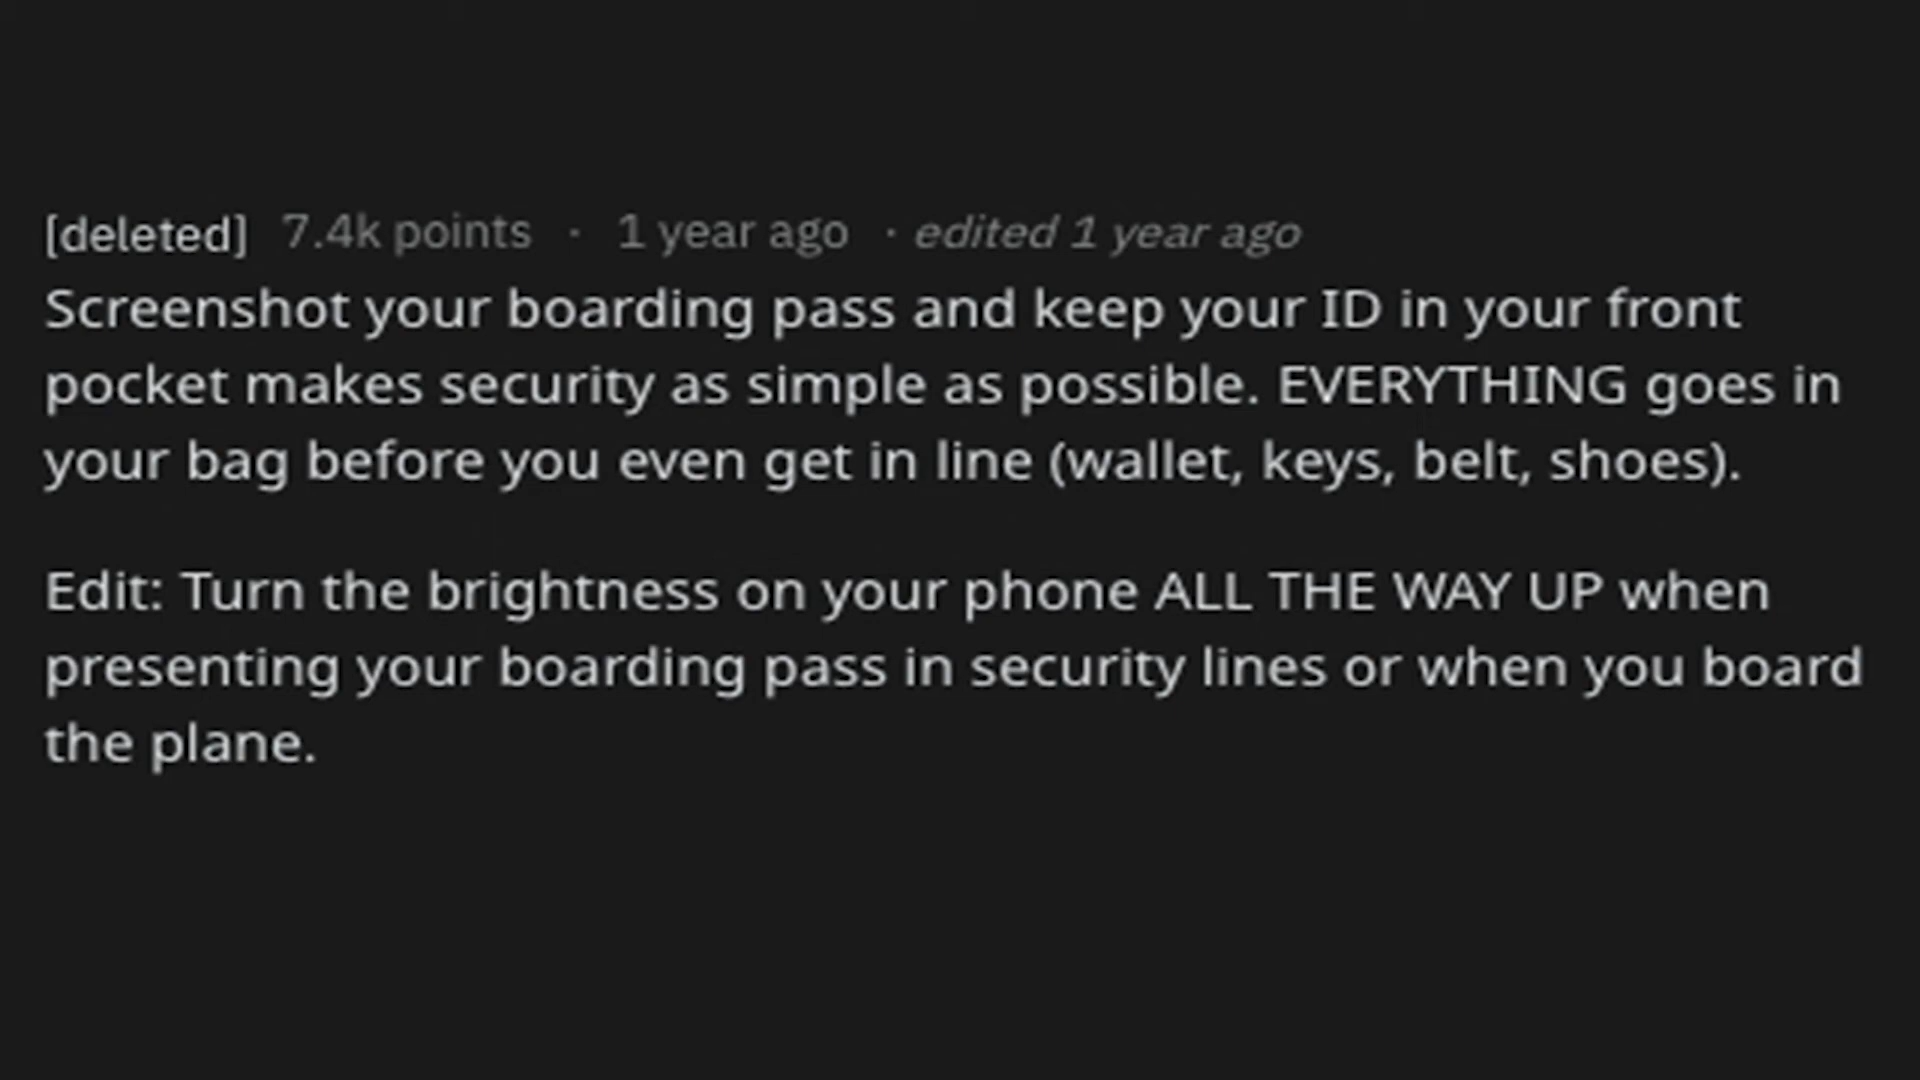 [deleted] 7.4k points · 1 year ago · edited 1 year ago
Screenshot your boarding pass and keep your ID in your front
pocket makes security as simple as possible. EVERYTHING goes in
your bag before you even get in line (wallet, keys, belt, shoes).
Edit: Turn the brightness on your phone ALL THE WAY UP when
presenting your boarding pass in security lines or when you board
the plane.